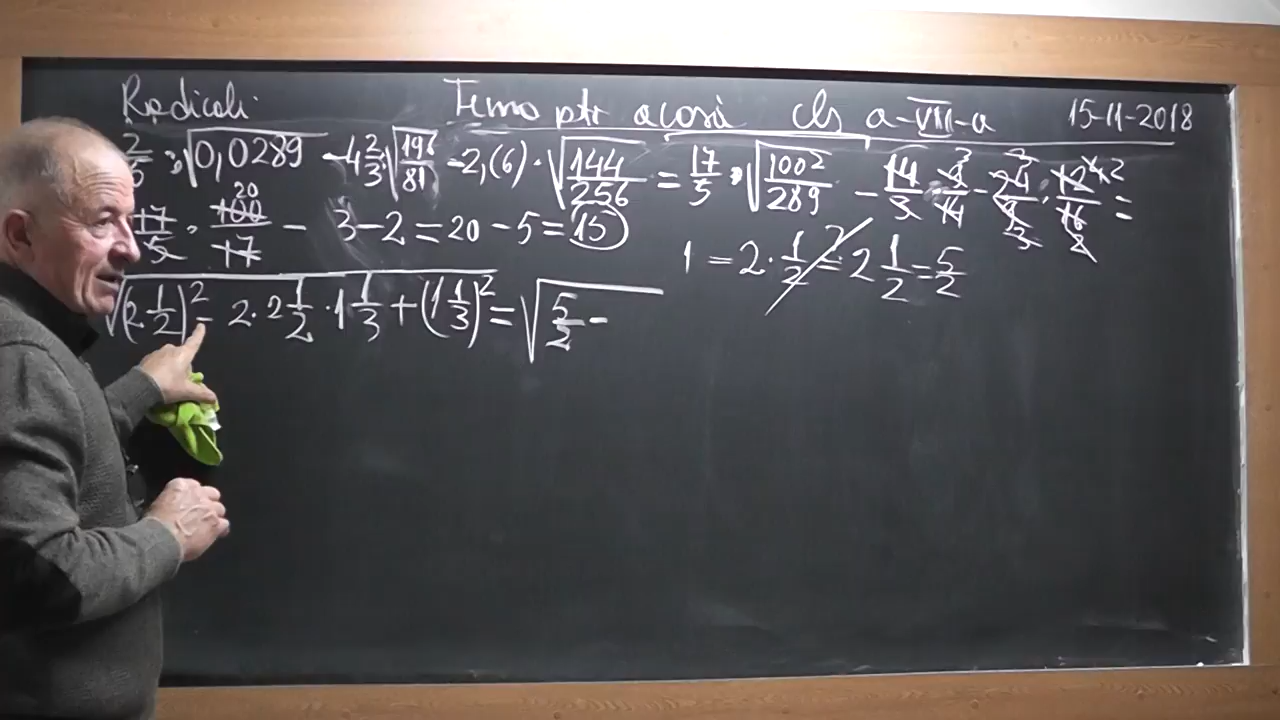 Radicali Tema ptr acasă cls a-VIII-a 15-11-2018
2/5 : √0,0289 - 4 2/3 : √196/81 - 2,(6) · √144/256 = 17/5 · √100²/289 - 14/3 · 9/14 - 24/9 · 12/16 =
17/5 · 100/17 - 3 - 2 = 20 - 5 = 15
1 = 2 · 1/2 = 2 1/2 = 5/2
√(2 · 1/2)² - 2 · 2 1/2 · 1 1/3 + (1 1/3)² = √5/2 -